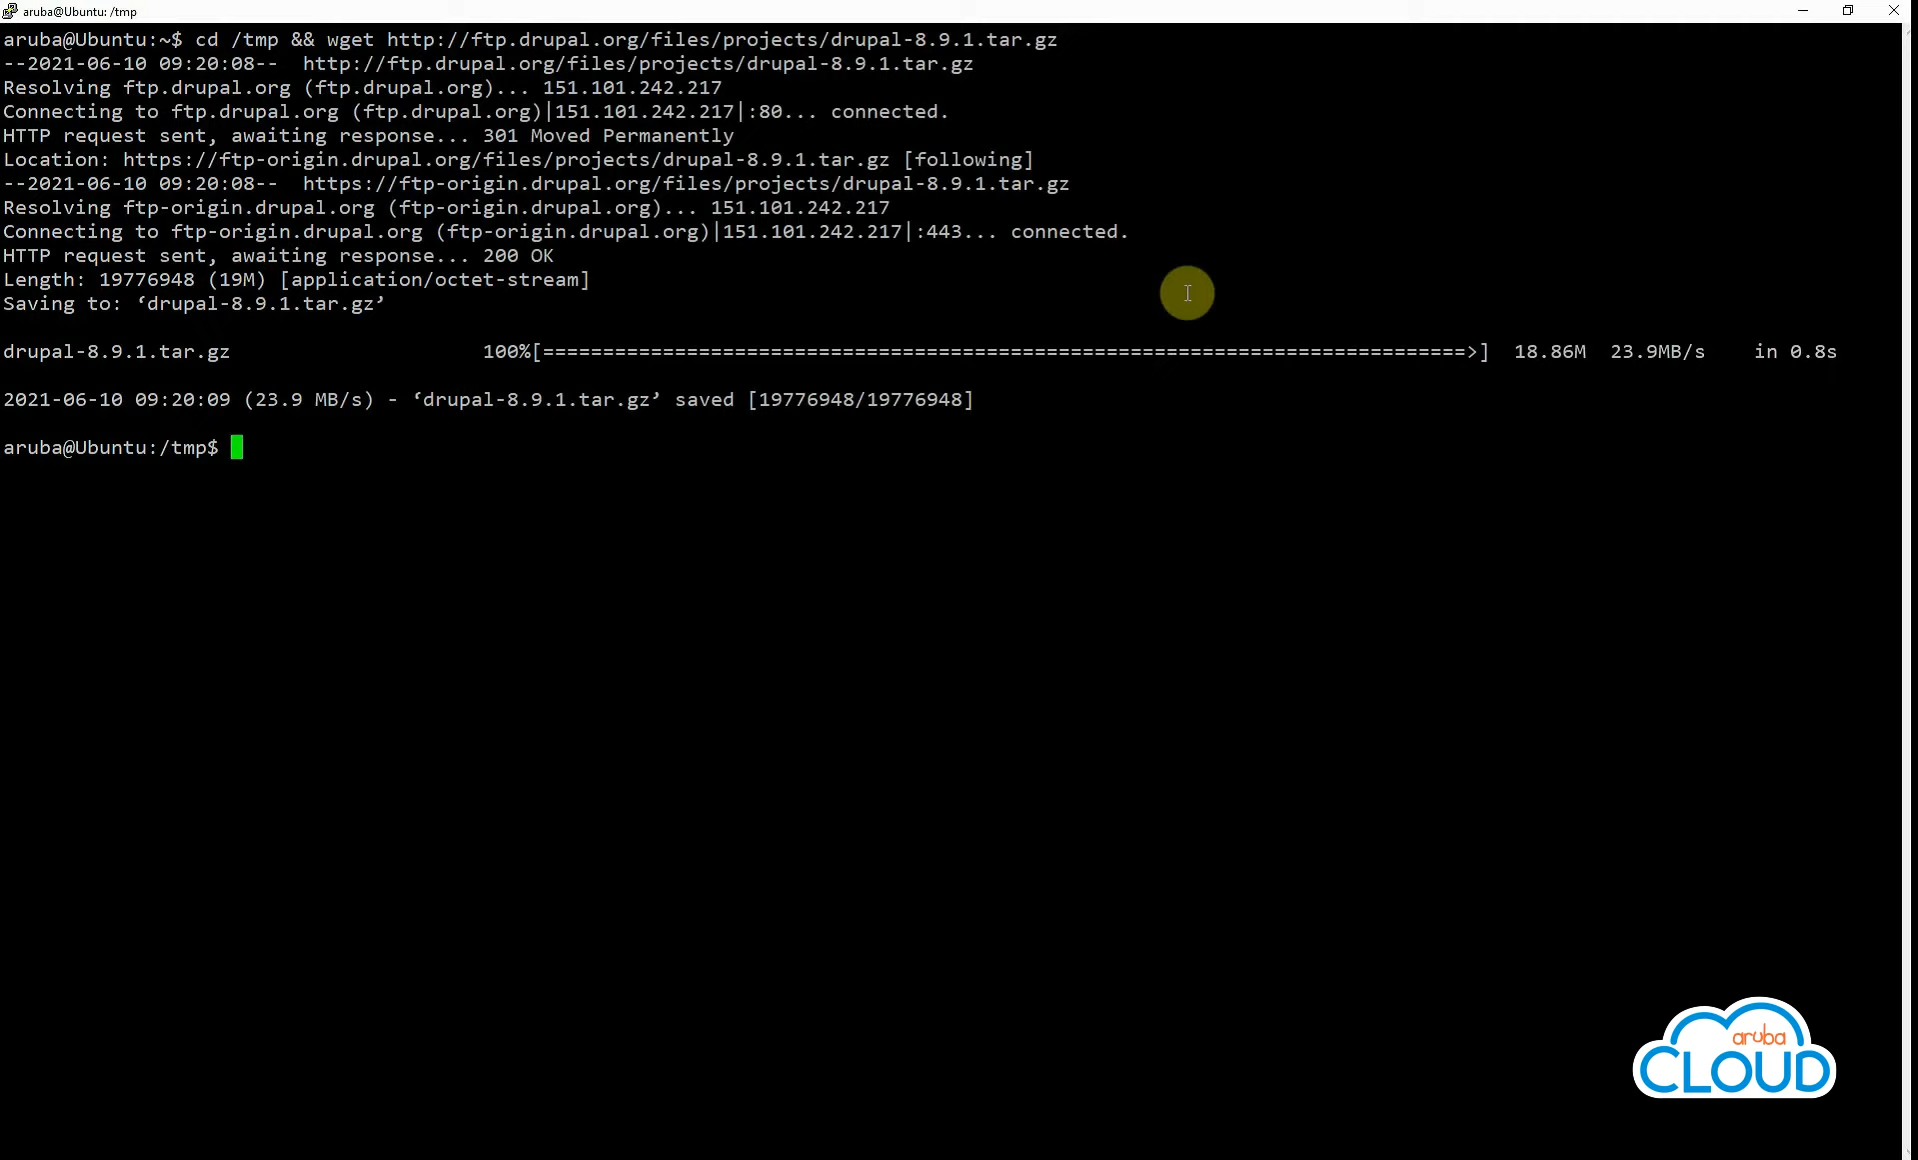 aruba@Ubuntu: /tmp
aruba@Ubuntu:~$ cd /tmp && wget http://ftp.drupal.org/files/projects/drupal-8.9.1.tar.gz
--2021-06-10 09:20:08--  http://ftp.drupal.org/files/projects/drupal-8.9.1.tar.gz
Resolving ftp.drupal.org (ftp.drupal.org)... 151.101.242.217
Connecting to ftp.drupal.org (ftp.drupal.org)|151.101.242.217|:80... connected.
HTTP request sent, awaiting response... 301 Moved Permanently
Location: https://ftp-origin.drupal.org/files/projects/drupal-8.9.1.tar.gz [following]
--2021-06-10 09:20:08--  https://ftp-origin.drupal.org/files/projects/drupal-8.9.1.tar.gz
Resolving ftp-origin.drupal.org (ftp-origin.drupal.org)... 151.101.242.217
Connecting to ftp-origin.drupal.org (ftp-origin.drupal.org)|151.101.242.217|:443... connected.
HTTP request sent, awaiting response... 200 OK
Length: 19776948 (19M) [application/octet-stream]
Saving to: ‘drupal-8.9.1.tar.gz’
drupal-8.9.1.tar.gz 100%[=============================================================================>] 18.86M 23.9MB/s in 0.8s
2021-06-10 09:20:09 (23.9 MB/s) - ‘drupal-8.9.1.tar.gz’ saved [19776948/19776948]
aruba@Ubuntu:/tmp$
aruba
CLOUD